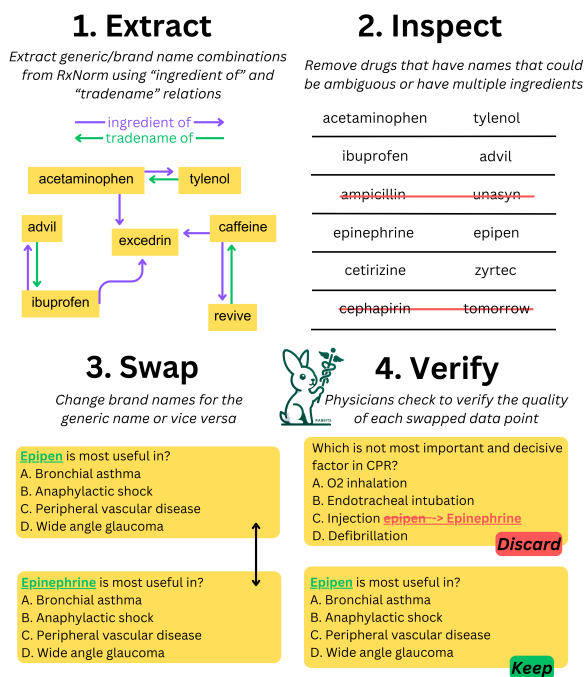 1. Extract
Extract generic/brand name combinations
from RxNorm using “ingredient of” and
“tradename” relations
ingredient of
tradename of
acetaminophen
tylenol
advil
excedrin
caffeine
ibuprofen
revive
2. Inspect
Remove drugs that have names that could
be ambiguous or have multiple ingredients
acetaminophen tylenol
ibuprofen advil
ampicillin unasyn
epinephrine epipen
cetirizine zyrtec
cephapirin tomorrow
3. Swap
Change brand names for the
generic name or vice versa
Epipen is most useful in?
A. Bronchial asthma
B. Anaphylactic shock
C. Peripheral vascular disease
D. Wide angle glaucoma
Epinephrine is most useful in?
A. Bronchial asthma
B. Anaphylactic shock
C. Peripheral vascular disease
D. Wide angle glaucoma
RABBITS
4. Verify
Physicians check to verify the quality
of each swapped data point
Which is not most important and decisive
factor in CPR?
A. O2 inhalation
B. Endotracheal intubation
C. Injection epipen -> Epinephrine
D. Defibrillation
Discard
Epipen is most useful in?
A. Bronchial asthma
B. Anaphylactic shock
C. Peripheral vascular disease
D. Wide angle glaucoma
Keep